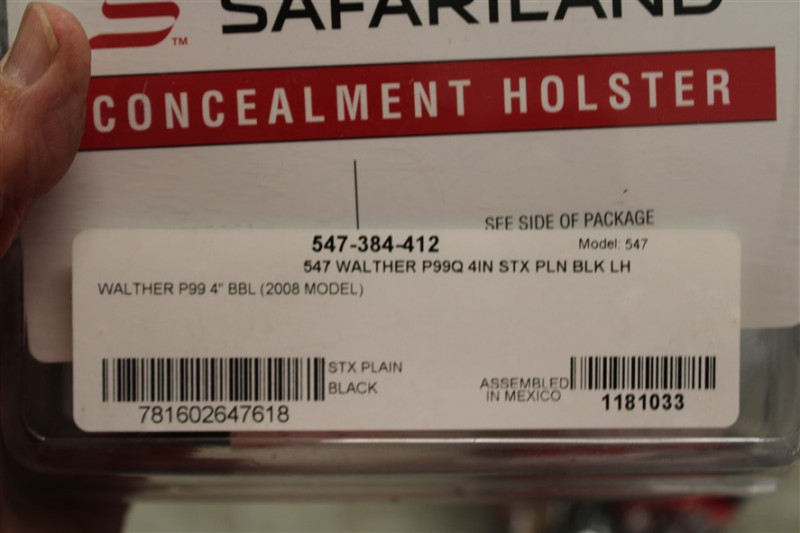 SAFARILAND
TM
CONCEALMENT HOLSTER
SEE SIDE OF PACKAGE
547-384-412
Model: 547
547 WALTHER P99Q 4IN STX PLN BLK LH
WALTHER P99 4" BBL (2008 MODEL)
STX PLAIN
BLACK
781602647618
ASSEMBLED
IN MEXICO
1181033